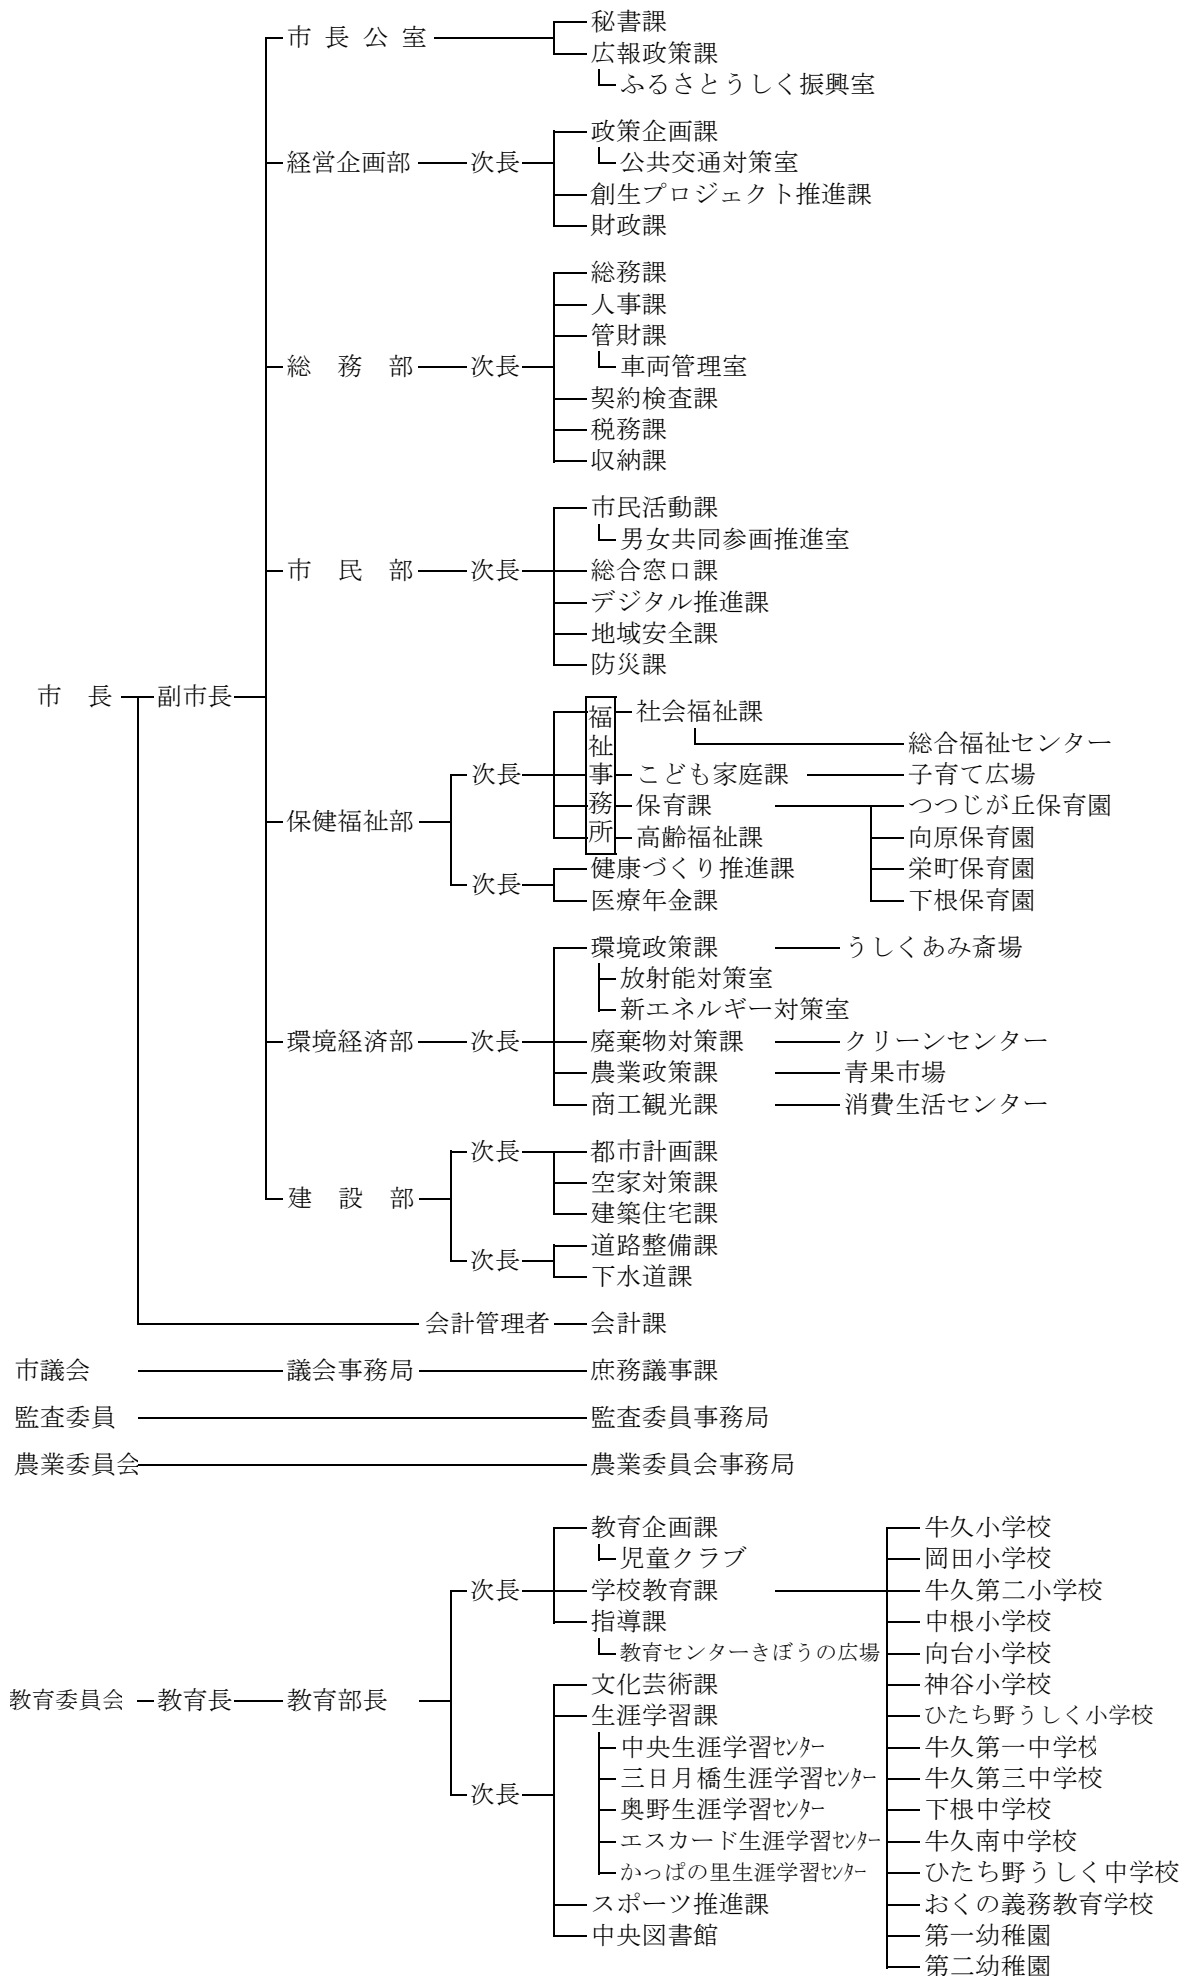 市長公室
秘書課
広報政策課
ふるさとうしく振興室
経営企画部
次長
政策企画課
公共交通対策室
創生プロジェクト推進課
財政課
総務部
次長
総務課
人事課
管財課
車両管理室
契約検査課
税務課
収納課
市民部
次長
市民活動課
男女共同参画推進室
総合窓口課
デジタル推進課
地域安全課
防災課
市長
副市長
保健福祉部
次長
福祉事務所
社会福祉課
総合福祉センター
こども家庭課
子育て広場
保育課
つつじが丘保育園
向原保育園
栄町保育園
下根保育園
高齢福祉課
次長
健康づくり推進課
医療年金課
環境経済部
次長
環境政策課
うしくあみ斎場
放射能対策室
新エネルギー対策室
廃棄物対策課
クリーンセンター
農業政策課
青果市場
商工観光課
消費生活センター
建設部
次長
都市計画課
空家対策課
建築住宅課
次長
道路整備課
下水道課
会計管理者
会計課
市議会
議会事務局
庶務議事課
監査委員
監査委員事務局
農業委員会
農業委員会事務局
教育委員会
教育長
教育部長
次長
教育企画課
児童クラブ
学校教育課
指導課
教育センターきぼうの広場
次長
文化芸術課
生涯学習課
中央生涯学習センター
三日月橋生涯学習センター
奥野生涯学習センター
エスカード生涯学習センター
かっぱの里生涯学習センター
スポーツ推進課
中央図書館
牛久小学校
岡田小学校
牛久第二小学校
中根小学校
向台小学校
神谷小学校
ひたち野うしく小学校
牛久第一中学校
牛久第三中学校
下根中学校
牛久南中学校
ひたち野うしく中学校
おくの義務教育学校
第一幼稚園
第二幼稚園